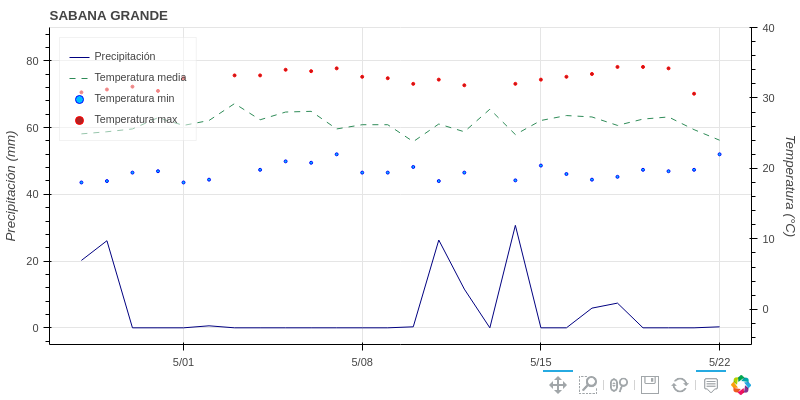 SABANA GRANDE
Precipitación
Temperatura media
Temperatura min
Temperatura max
Precipitación (mm)
80
60
40
20
0
Temperatura (°C)
40
30
20
10
0
5/01
5/08
5/15
5/22